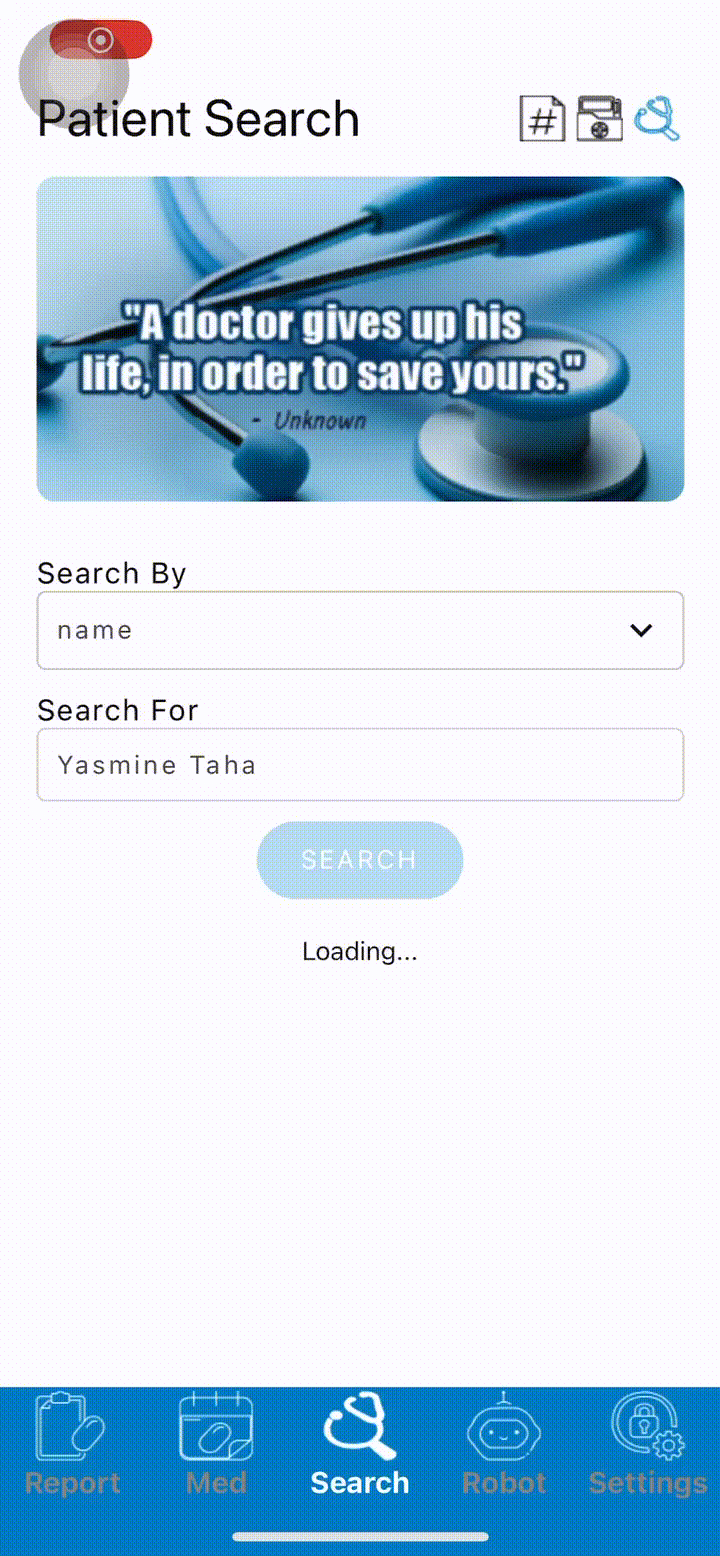 Patient Search
#
"A doctor gives up his
life, in order to save yours."
- Unknown
Search By
name
Search For
Yasmine Taha
SEARCH
Loading...
Report
Med
Search
Robot
Settings